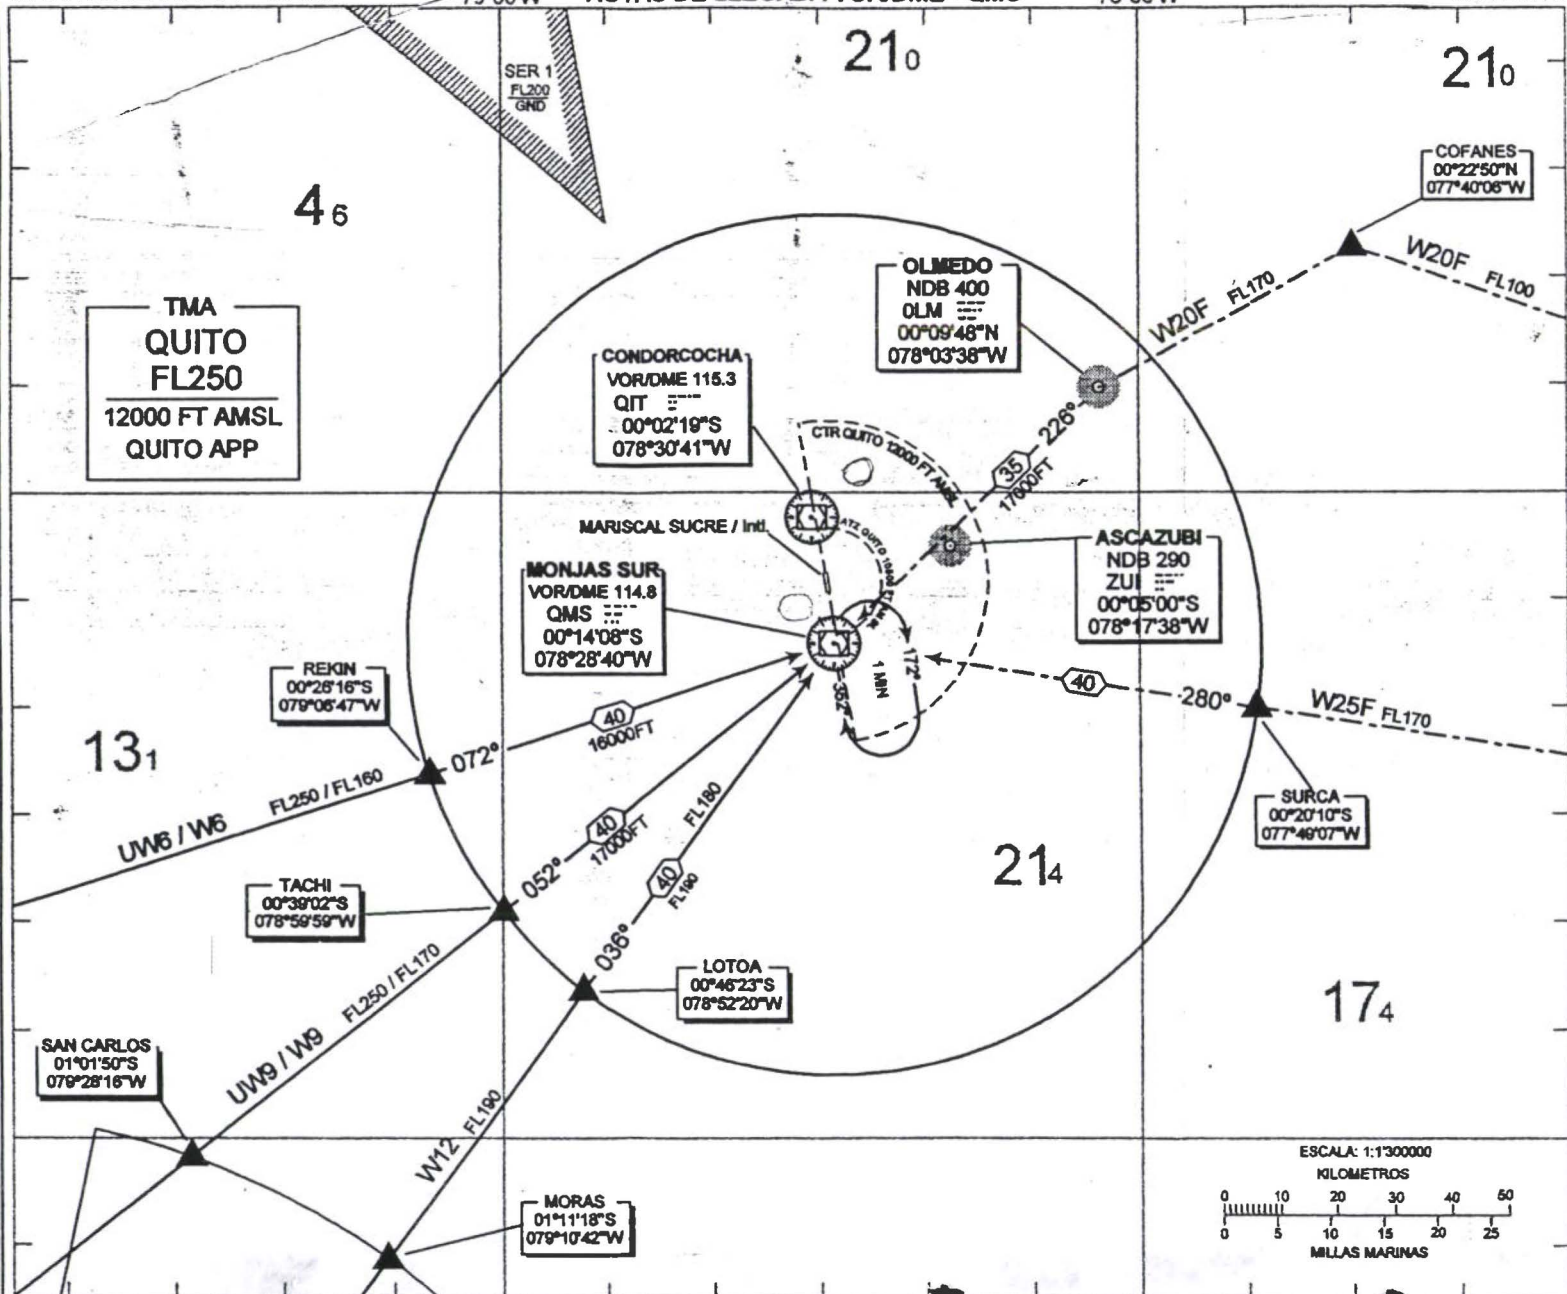 21₀
21₀
SER 1
FL200
GND
COFANES
00°22'50"N
077°40'06"W
4₆
W20F FL100
W20F FL170
OLMEDO
NDB 400
OLM
00°09'48"N
078°03'38"W
TMA
QUITO
FL250
12000 FT AMSL
QUITO APP
CONDORCOCHA
VOR/DME 115.3
QIT
00°02'19"S
078°30'41"W
CTR QUITO 12000 FT AMSL
226°
35
17000FT
MARISCAL SUCRE / Intl.
ATZ QUITO
ASCAZUBI
NDB 290
ZUI
00°05'00"S
078°17'38"W
MONJAS SUR
VOR/DME 114.8
QMS
00°14'08"S
078°28'40"W
172°
1 MIN
352°
REKIN
00°26'16"S
079°06'47"W
40
280°
W25F FL170
40
16000FT
072°
13₁
FL250 / FL160
UW6 / W6
SURCA
00°20'10"S
077°49'07"W
FL180
40
17000FT
052°
40
FL190
036°
21₄
TACHI
00°39'02"S
078°59'59"W
LOTOA
00°46'23"S
078°52'20"W
FL250 / FL170
UW9 / W9
17₄
SAN CARLOS
01°01'50"S
079°28'16"W
W12 FL190
MORAS
01°11'18"S
079°10'42"W
ESCALA: 1:1'300000
KILOMETROS
0 10 20 30 40 50
0 5 10 15 20 25
MILLAS MARINAS